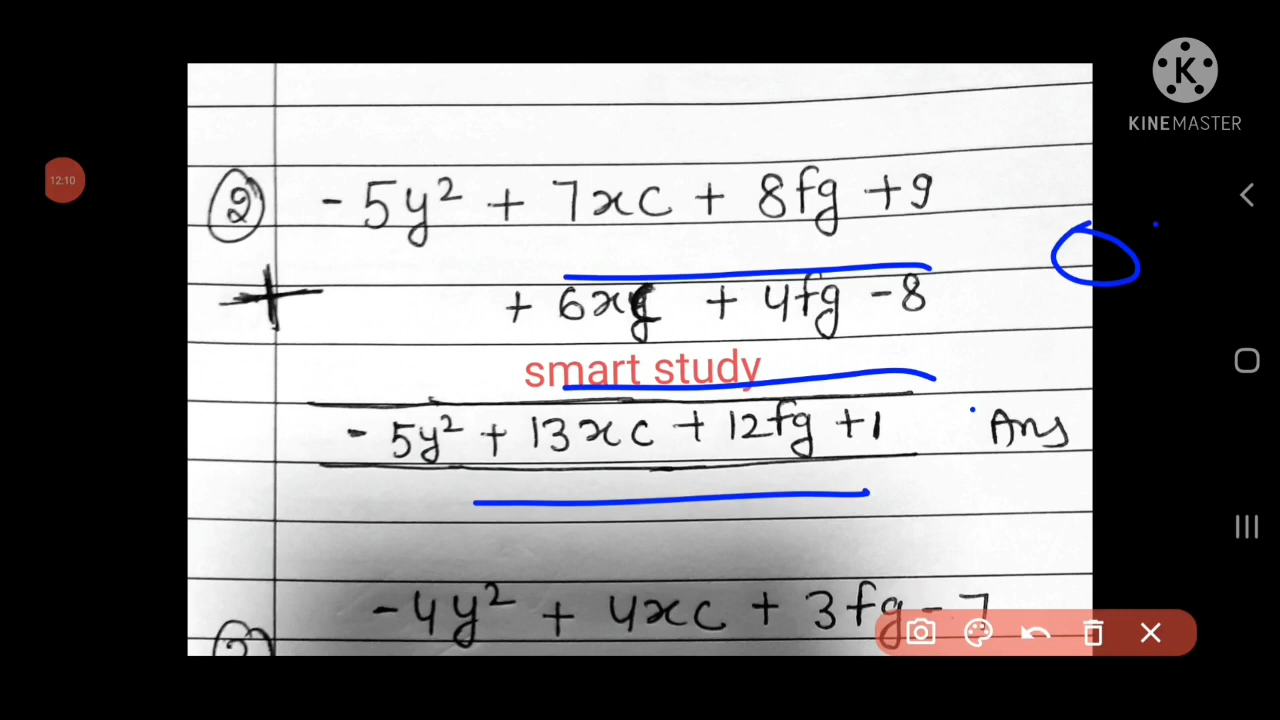 KINEMASTER
12:10
② - 5y² + 7xc + 8fg + 9
+ + 6xc + 4fg - 8
smart study
- 5y² + 13xc + 12fg + 1 Ans
- 4y² + 4xc + 3fg - 7